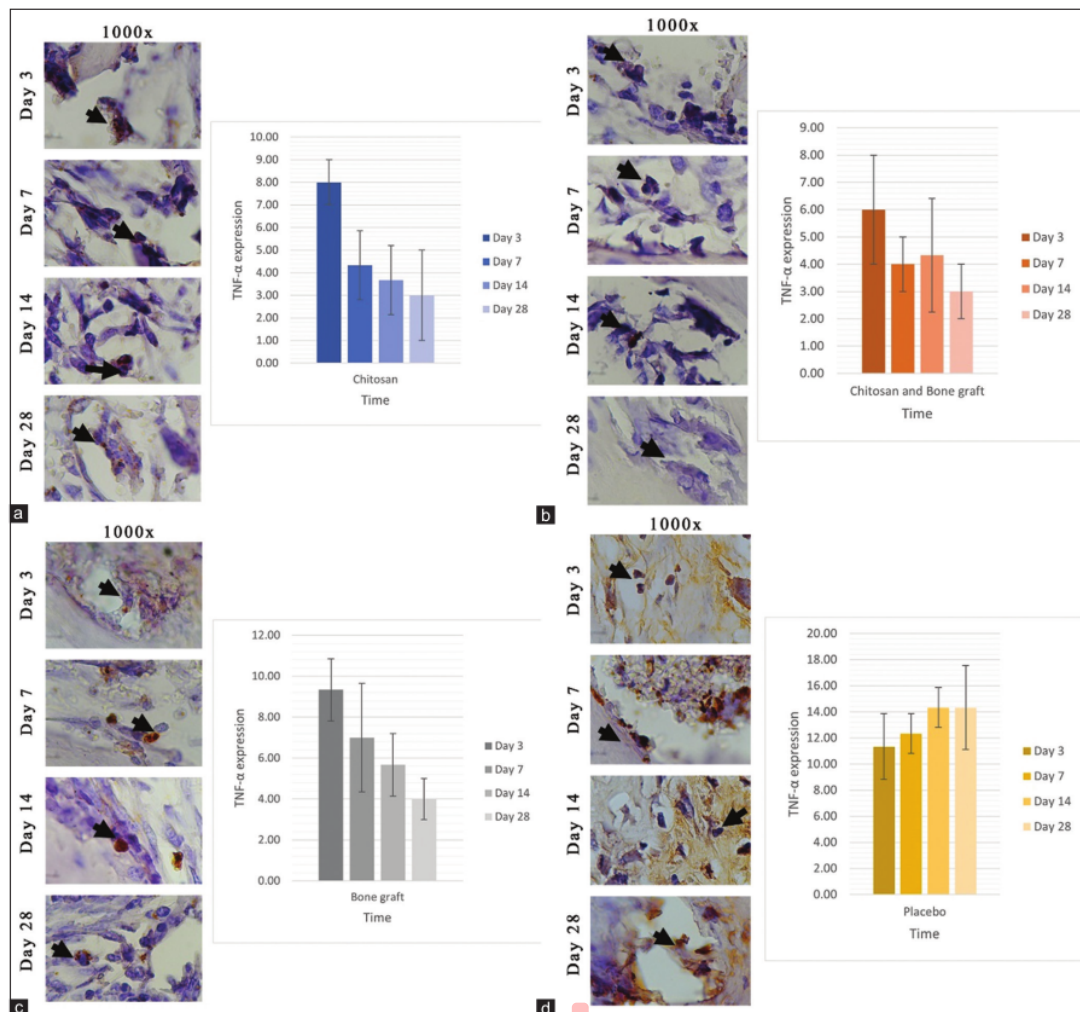 1000x
Day 3
Day 7
Day 14
Day 28
10.00
9.00
8.00
7.00
6.00
5.00
4.00
3.00
2.00
1.00
0.00
TNF-α expression
Chitosan
Time
Day 3
Day 7
Day 14
Day 28
a
1000x
Day 3
Day 7
Day 14
Day 28
9.00
8.00
7.00
6.00
5.00
4.00
3.00
2.00
1.00
0.00
TNF-α expression
Chitosan and Bone graft
Time
Day 3
Day 7
Day 14
Day 28
b
1000x
Day 3
Day 7
Day 14
Day 28
12.00
10.00
8.00
6.00
4.00
2.00
0.00
TNF-α expression
Bone graft
Time
Day 3
Day 7
Day 14
Day 28
c
1000x
Day 3
Day 7
Day 14
Day 28
20.00
18.00
16.00
14.00
12.00
10.00
8.00
6.00
4.00
2.00
0.00
TNF-α expression
Placebo
Time
Day 3
Day 7
Day 14
Day 28
d